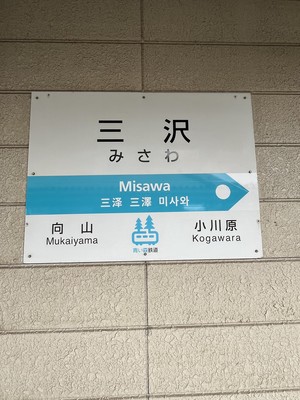 三沢
みさわ
Misawa
三泽 三澤 미사와
向山
Mukaiyama
小川原
Kogawara
青い森鉄道